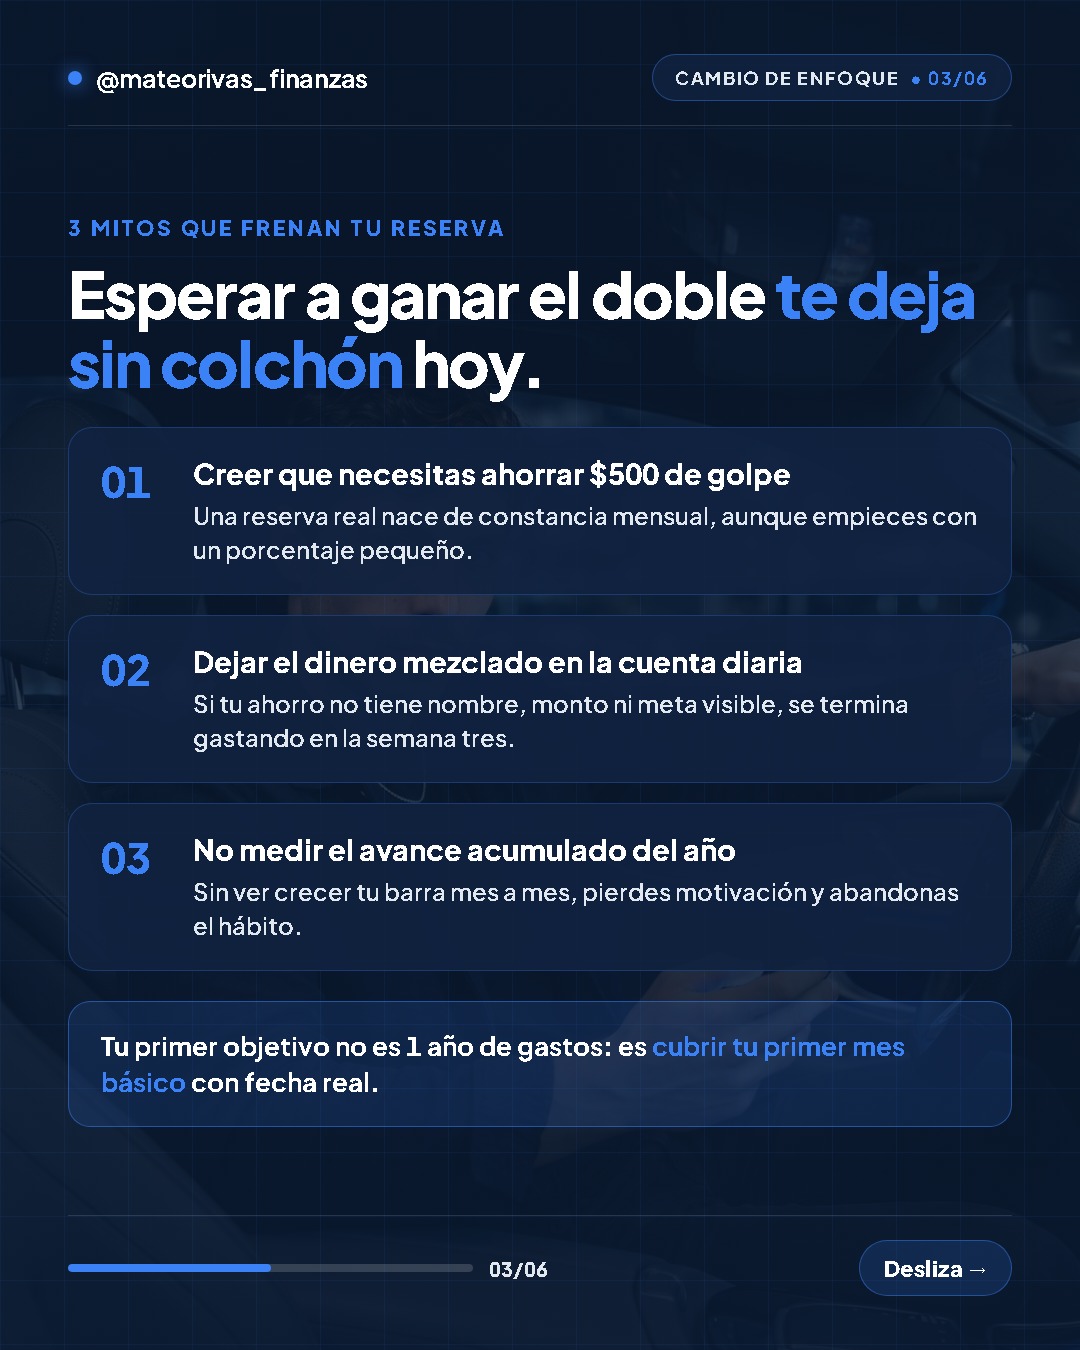 @mateorivas_finanzas
CAMBIO DE ENFOQUE • 03/06
3 MITOS QUE FRENAN TU RESERVA
Esperar a ganar el doble te deja
sin colchón hoy.
01
Creer que necesitas ahorrar $500 de golpe
Una reserva real nace de constancia mensual, aunque empieces con
un porcentaje pequeño.
02
Dejar el dinero mezclado en la cuenta diaria
Si tu ahorro no tiene nombre, monto ni meta visible, se termina
gastando en la semana tres.
03
No medir el avance acumulado del año
Sin ver crecer tu barra mes a mes, pierdes motivación y abandonas
el hábito.
Tu primer objetivo no es 1 año de gastos: es cubrir tu primer mes
básico con fecha real.
03/06
Desliza →